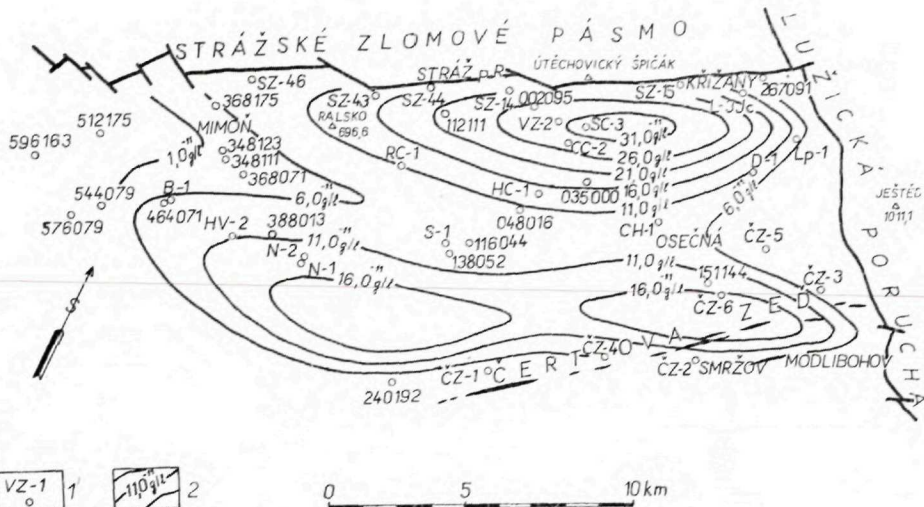 STRÁŽSKÉ ZLOMOVÉ PÁSMO
LUŽICKÁ PORUCHA
ÚTĚCHOVICKÝ ŠPIČÁK
STRÁŽ p.R.
KŘIŽANY
267091
SZ-46
SZ-43
SZ-44
SZ-14
002095
SZ-15
368175
RALSKO
696,6
112111
VZ-2
SC-3
31,0 g/l
512175
MIMOŇ
CC-2
26,0 g/l
Lp-1
596163
1,0 g/l
348123
348111
RC-1
21,0 g/l
D-1
368071
16,0 g/l
6,0 g/l
HC-1
035000
11,0 g/l
544079
B-1
6,0 g/l
JEŠTĚD
1011,1
576079
464071
048016
CH-1
HV-2
388013
11,0 g/l
S-1
116044
OSEČNÁ
ČZ-5
N-2
138052
11,0 g/l
N-1
16,0 g/l
151144
16,0 g/l
ČZ-3
ČZ-6
S
ČERTOVA ZEĎ
ČZ-4
ČZ-1
ČZ-2
SMRŽOV
MODLIBOHOV
240192
VZ-1
1
11,0 g/l
2
0 5 10 km